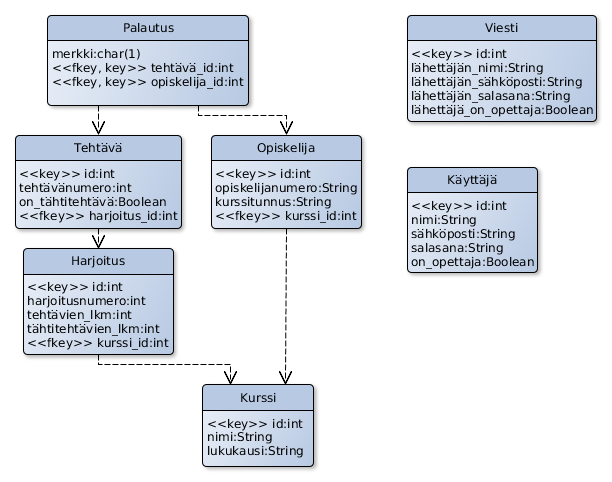 Palautus
merkki:char(1)
<<fkey, key>> tehtävä_id:int
<<fkey, key>> opiskelija_id:int
Viesti
<<key>> id:int
lähettäjän_nimi:String
lähettäjän_sähköposti:String
lähettäjän_salasana:String
lähettäjä_on_opettaja:Boolean
Tehtävä
<<key>> id:int
tehtävänumero:int
on_tähtitehtävä:Boolean
<<fkey>> harjoitus_id:int
Opiskelija
<<key>> id:int
opiskelijanumero:String
kurssitunnus:String
<<fkey>> kurssi_id:int
Käyttäjä
<<key>> id:int
nimi:String
sähköposti:String
salasana:String
on_opettaja:Boolean
Harjoitus
<<key>> id:int
harjoitusnumero:int
tehtävien_lkm:int
tähtitehtävien_lkm:int
<<fkey>> kurssi_id:int
Kurssi
<<key>> id:int
nimi:String
lukukausi:String